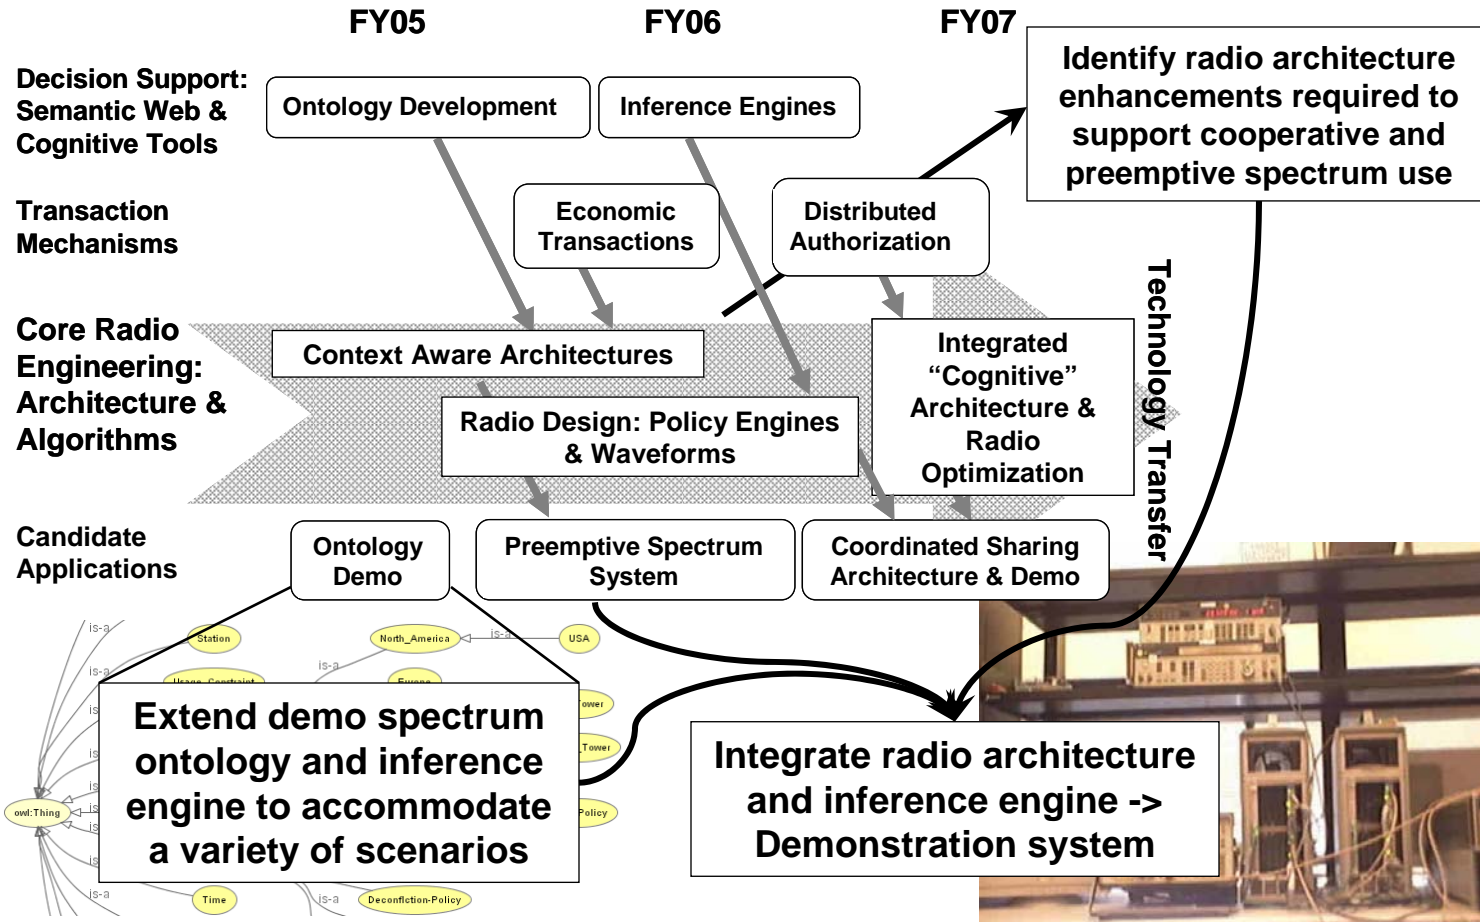 FY05
FY06
FY07
Decision Support:
Semantic Web &
Cognitive Tools
Ontology Development
Inference Engines
Identify radio architecture
enhancements required to
support cooperative and
preemptive spectrum use
Transaction
Mechanisms
Economic
Transactions
Distributed
Authorization
Technology Transfer
Core Radio
Engineering:
Architecture &
Algorithms
Context Aware Architectures
Radio Design: Policy Engines
& Waveforms
Integrated
“Cognitive”
Architecture &
Radio
Optimization
Candidate
Applications
Ontology
Demo
Preemptive Spectrum
System
Coordinated Sharing
Architecture & Demo
is-a
Station
North_America
is-a
USA
is-a
is-a
Usage_Constraint
Europe
Tower
_Tower
Policy
owl:Thing
Extend demo spectrum
ontology and inference
engine to accommodate
a variety of scenarios
Integrate radio architecture
and inference engine ->
Demonstration system
is-a
Time
is-a
Deconfliction-Policy